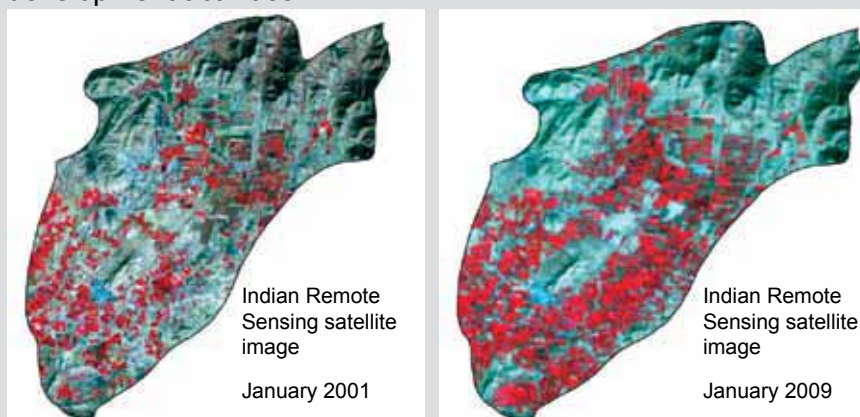 Indian Remote
Sensing satellite
image
January 2001
Indian Remote
Sensing satellite
image
January 2009